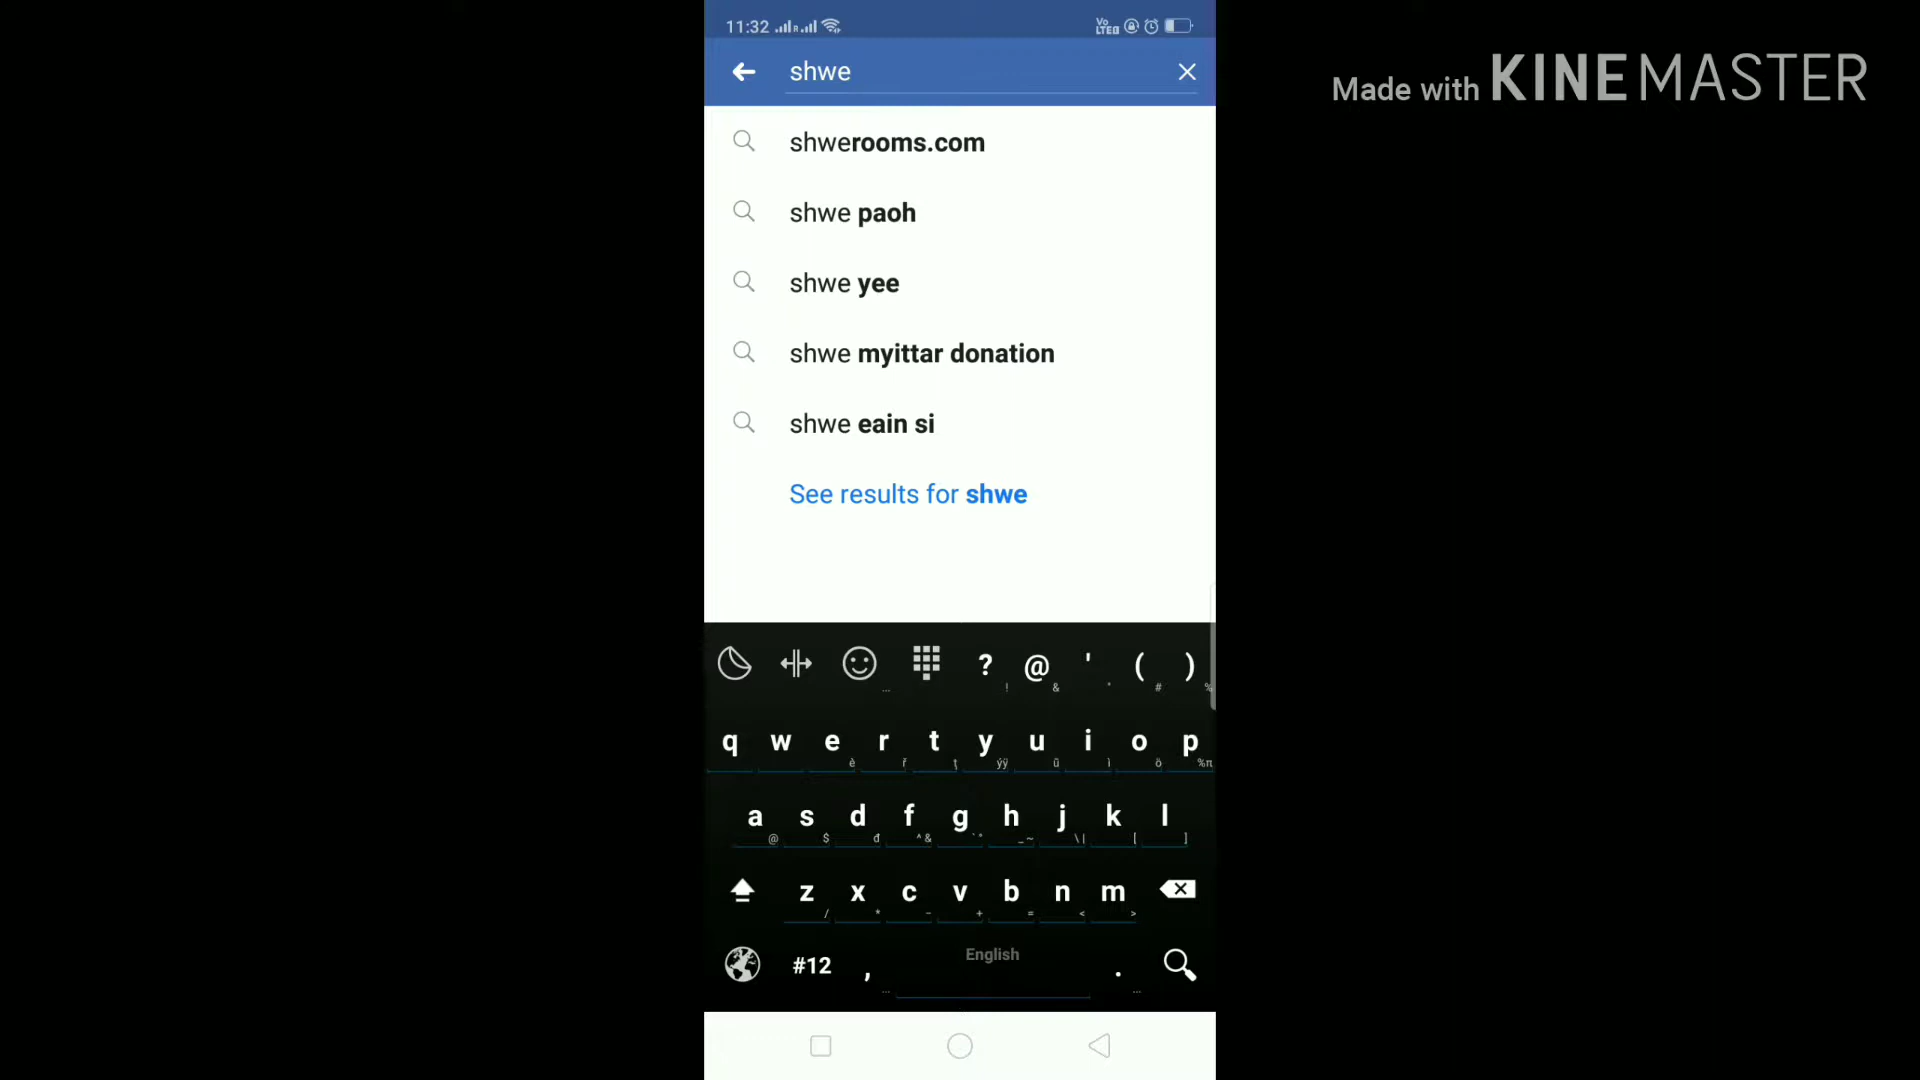 11:32
Made with KINEMASTER
shwe
shwerooms.com
shwe paoh
shwe yee
shwe myittar donation
shwe eain si
See results for shwe
? @ ' ( )
! & # %
q w e r t y u i o p
a s d f g h j k l
z x c v b n m
English
#12 , .